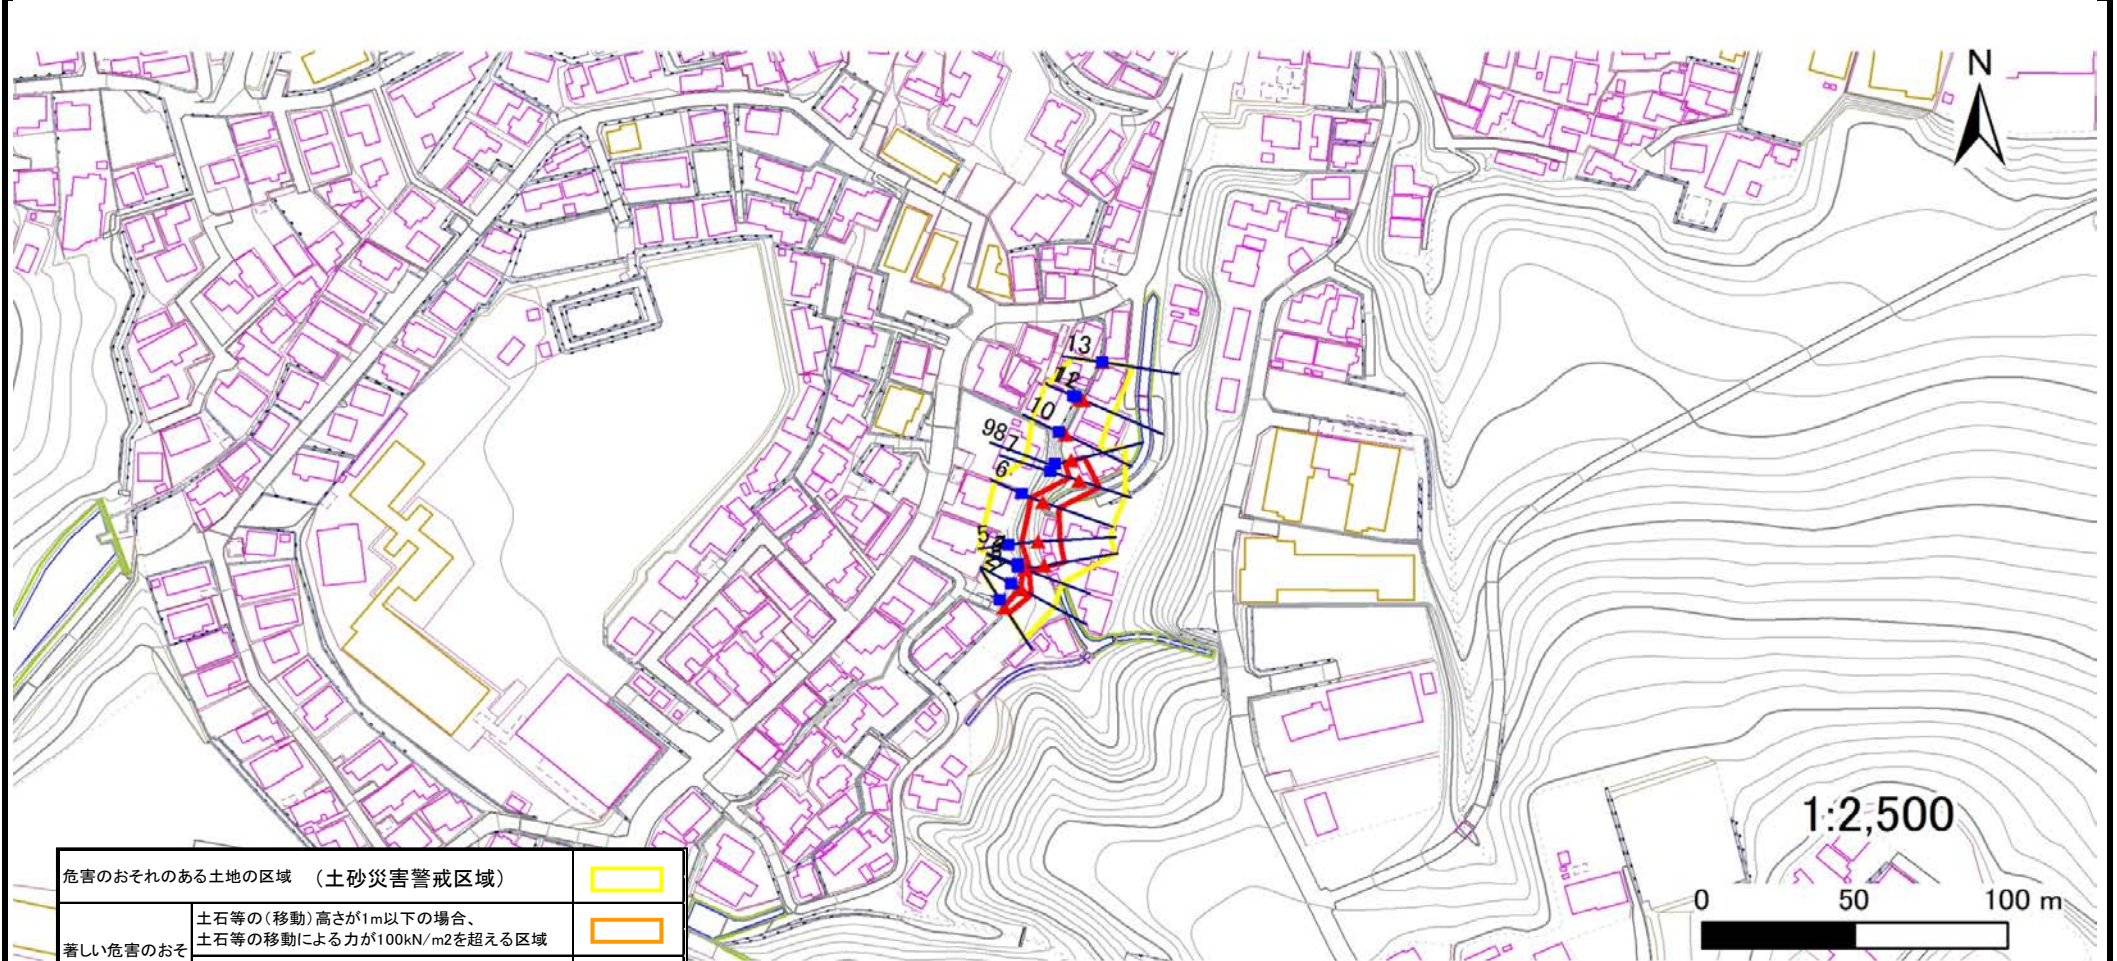 N
13
12
10
987
6
5
1:2,500
0 50 100 m
危害のおそれのある土地の区域 （土砂災害警戒区域）
土石等の（移動）高さが1m以下の場合、
土石等の移動による力が100kN/m2を超える区域
著しい危害のおそ